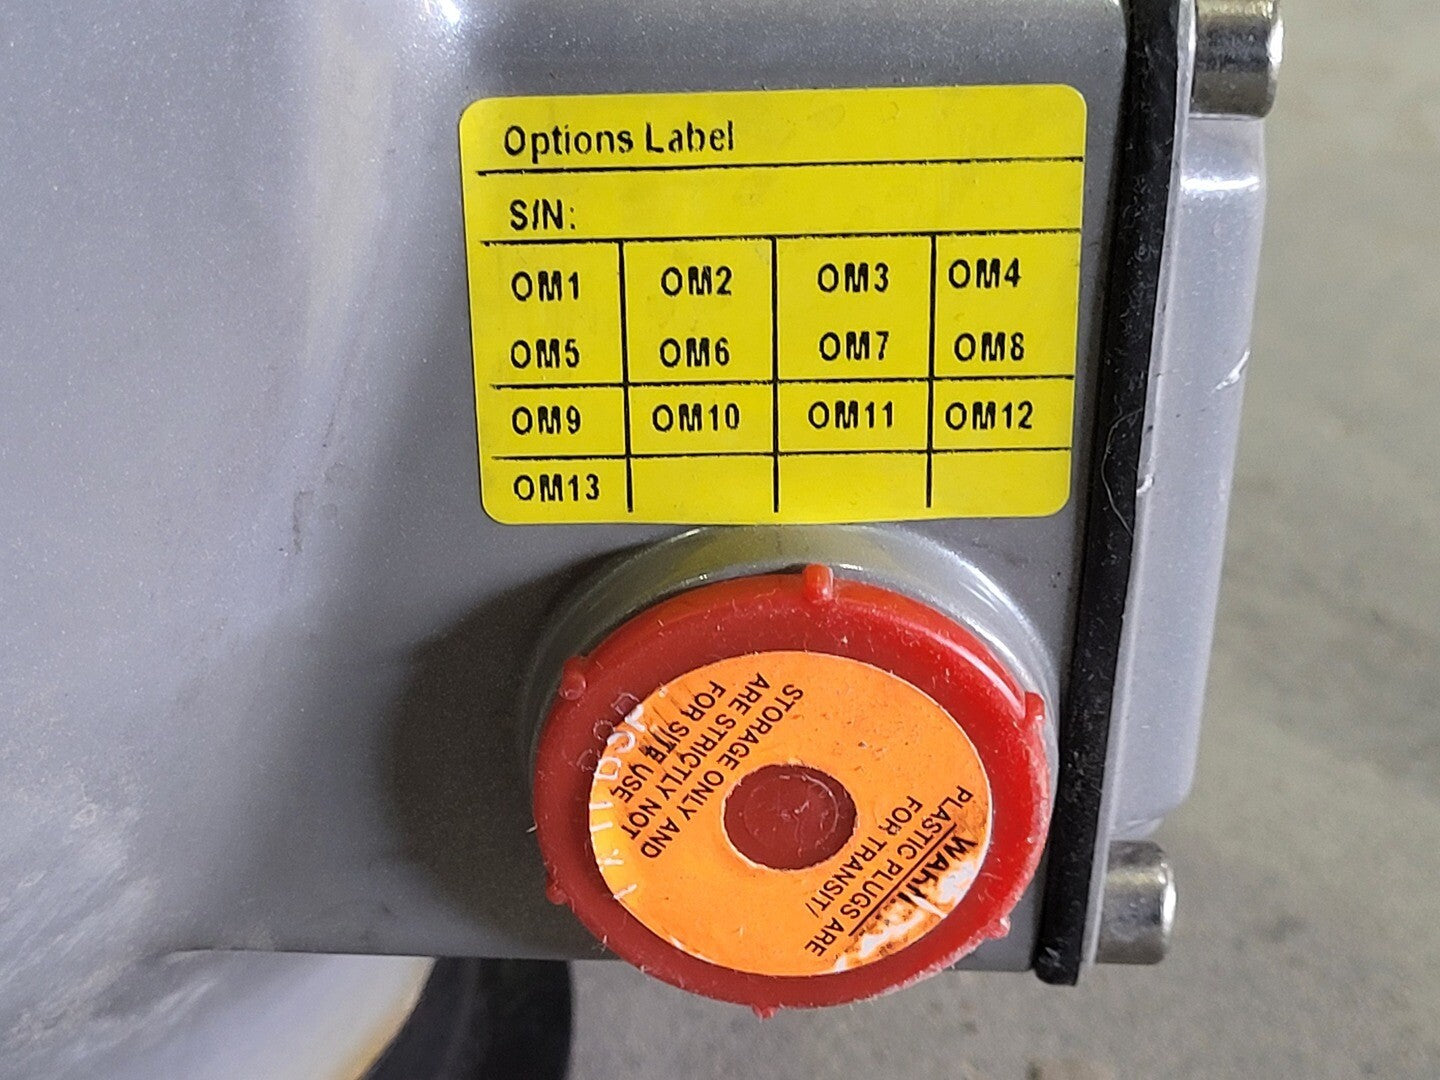 Options Label
S/N:
OM1 OM2 OM3 OM4
OM5 OM6 OM7 OM8
OM9 OM10 OM11 OM12
OM13
PLASTIC PLUGS ARE
FOR TRANSIT/
STORAGE ONLY AND
ARE STRICTLY NOT
FOR SITE USE